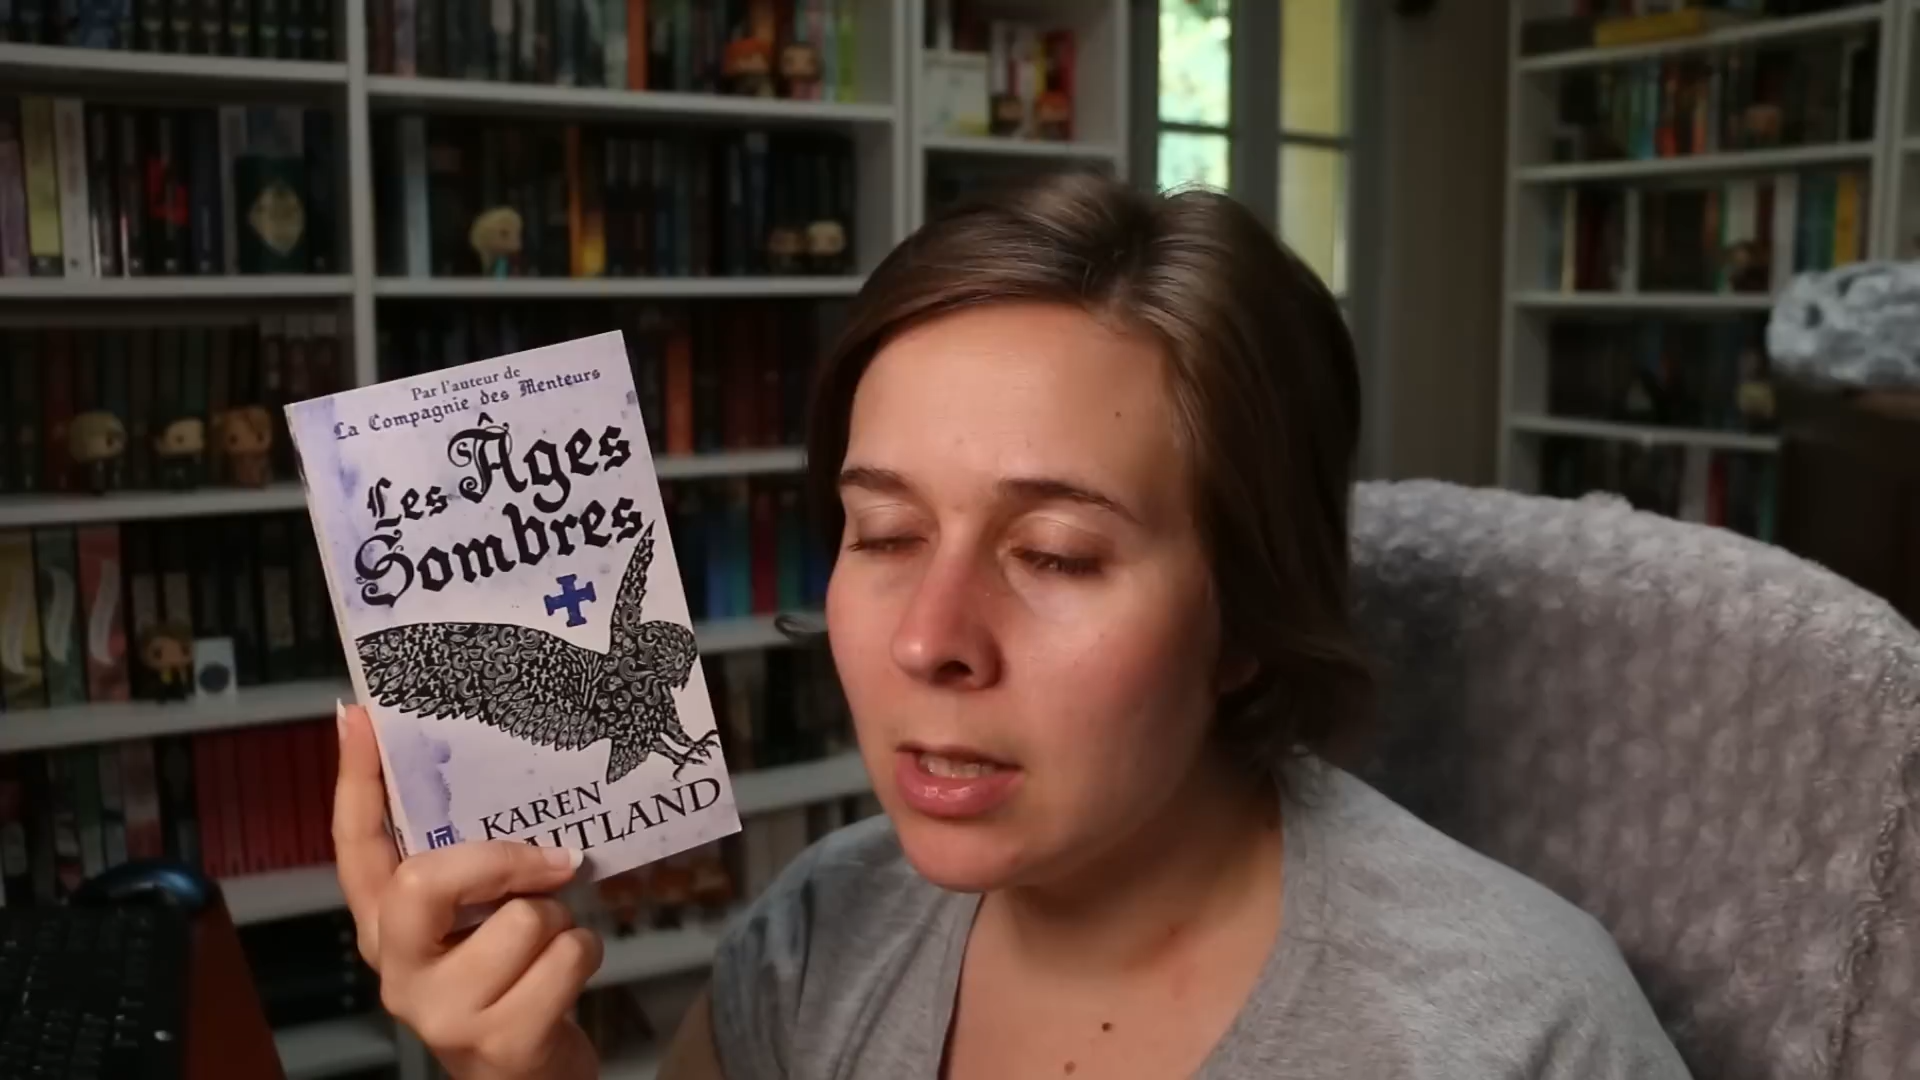 Par l'auteur de
La Compagnie des Menteurs
Les Âges
Sombres
KAREN